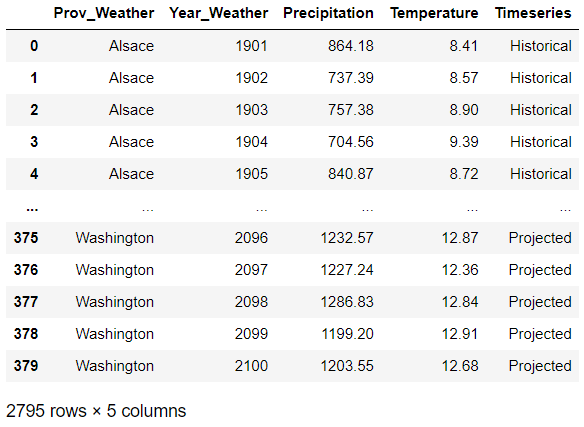 Prov_Weather Year_Weather Precipitation Temperature Timeseries
0 Alsace 1901 864.18 8.41 Historical
1 Alsace 1902 737.39 8.57 Historical
2 Alsace 1903 757.38 8.90 Historical
3 Alsace 1904 704.56 9.39 Historical
4 Alsace 1905 840.87 8.72 Historical
... ... ... ... ... ...
375 Washington 2096 1232.57 12.87 Projected
376 Washington 2097 1227.24 12.36 Projected
377 Washington 2098 1286.83 12.84 Projected
378 Washington 2099 1199.20 12.91 Projected
379 Washington 2100 1203.55 12.68 Projected
2795 rows × 5 columns